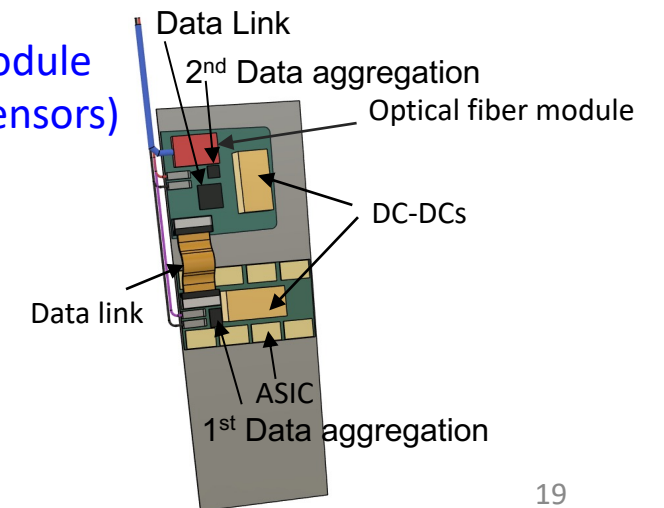 Data Link
odule
2nd Data aggregation
ensors)
Optical fiber module
DC-DCs
Data link
ASIC
1st Data aggregation
19